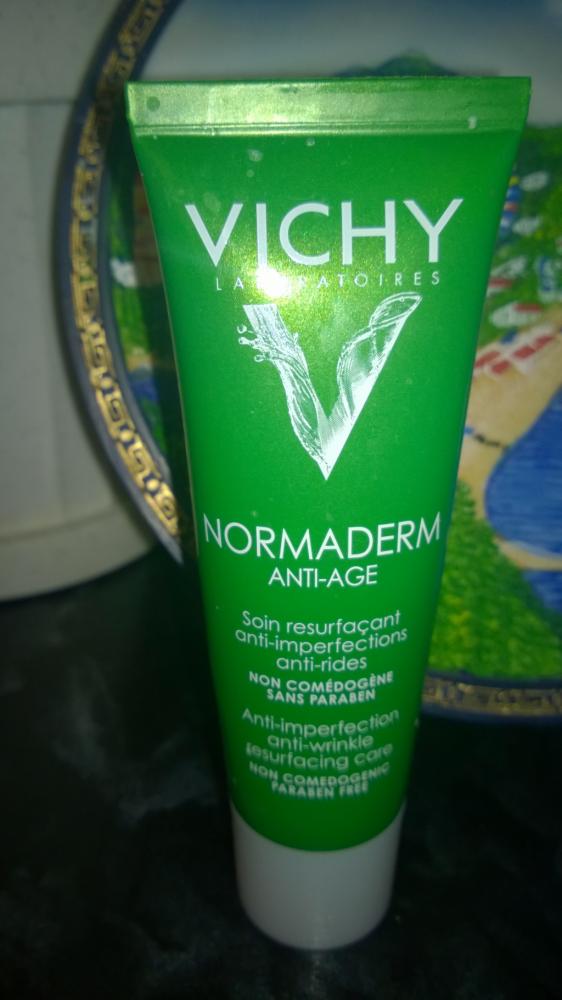 VICHY
LABORATOIRES
NORMADERM
ANTI-AGE
Soin resurfaçant
anti-imperfections
anti-rides
NON COMÉDOGÈNE
SANS PARABEN
Anti-imperfection
anti-wrinkle
resurfacing care
NON COMEDOGENIC
PARABEN FREE